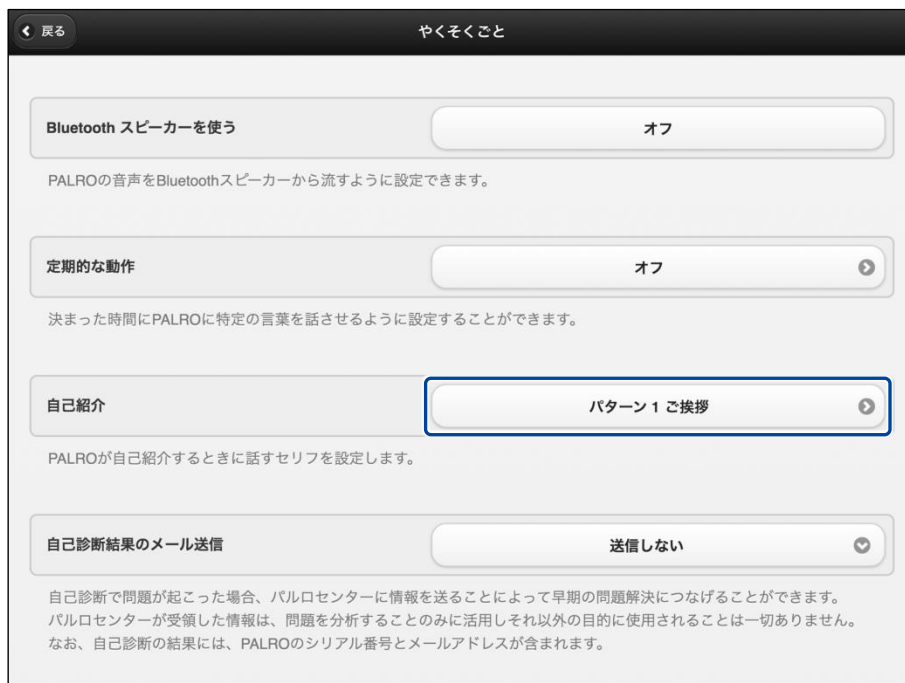 戻る
やくそくごと
Bluetooth スピーカーを使う
オフ
PALROの音声をBluetoothスピーカーから流すように設定できます。
定期的な動作
オフ
決まった時間にPALROに特定の言葉を話させるように設定することができます。
自己紹介
パターン 1 ご挨拶
PALROが自己紹介するときに話すセリフを設定します。
自己診断結果のメール送信
送信しない
自己診断で問題が起こった場合、パルロセンターに情報を送ることによって早期の問題解決につなげることができます。
パルロセンターが受領した情報は、問題を分析することのみに活用しそれ以外の目的に使用されることは一切ありません。
なお、自己診断の結果には、PALROのシリアル番号とメールアドレスが含まれます。